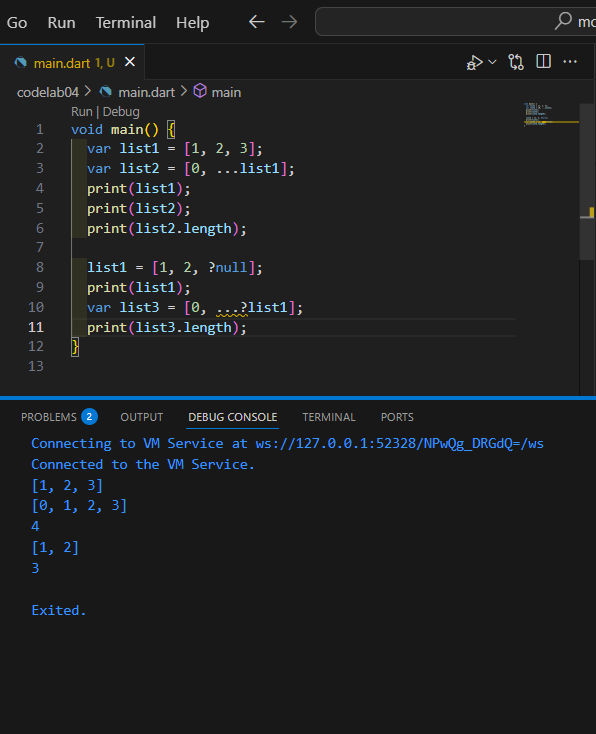 Go Run Terminal Help ← → mo
main.dart 1, U ×
codelab04 > main.dart > main
Run | Debug
1 void main() {
2 var list1 = [1, 2, 3];
3 var list2 = [0, ...list1];
4 print(list1);
5 print(list2);
6 print(list2.length);
7
8 list1 = [1, 2, ?null];
9 print(list1);
10 var list3 = [0, ...?list1];
11 print(list3.length);
12 }
13
PROBLEMS 2 OUTPUT DEBUG CONSOLE TERMINAL PORTS
Connecting to VM Service at ws://127.0.0.1:52328/NPwQg_DRGdQ=/ws
Connected to the VM Service.
[1, 2, 3]
[0, 1, 2, 3]
4
[1, 2]
3
Exited.